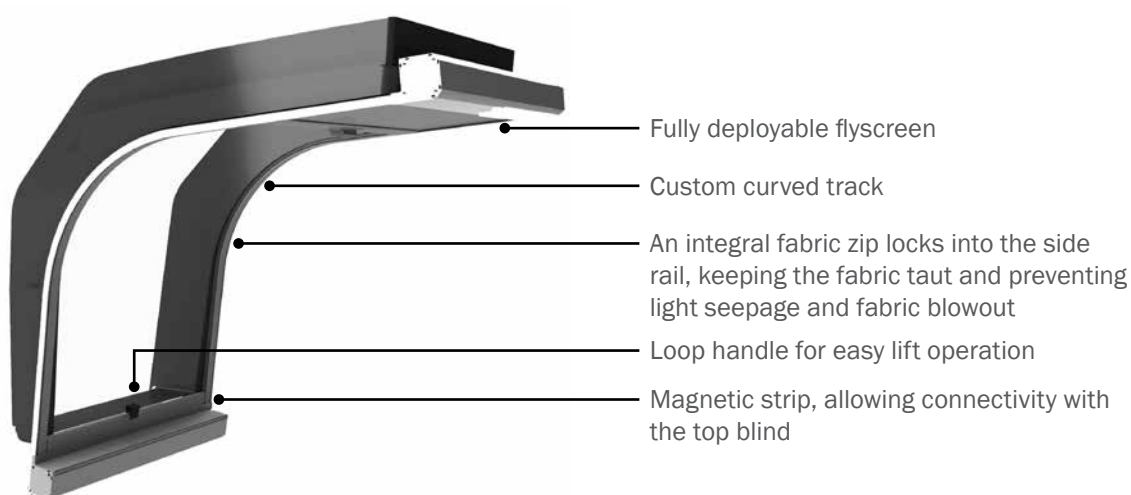 Fully deployable flyscreen
Custom curved track
An integral fabric zip locks into the side
rail, keeping the fabric taut and preventing
light seepage and fabric blowout
Loop handle for easy lift operation
Magnetic strip, allowing connectivity with
the top blind